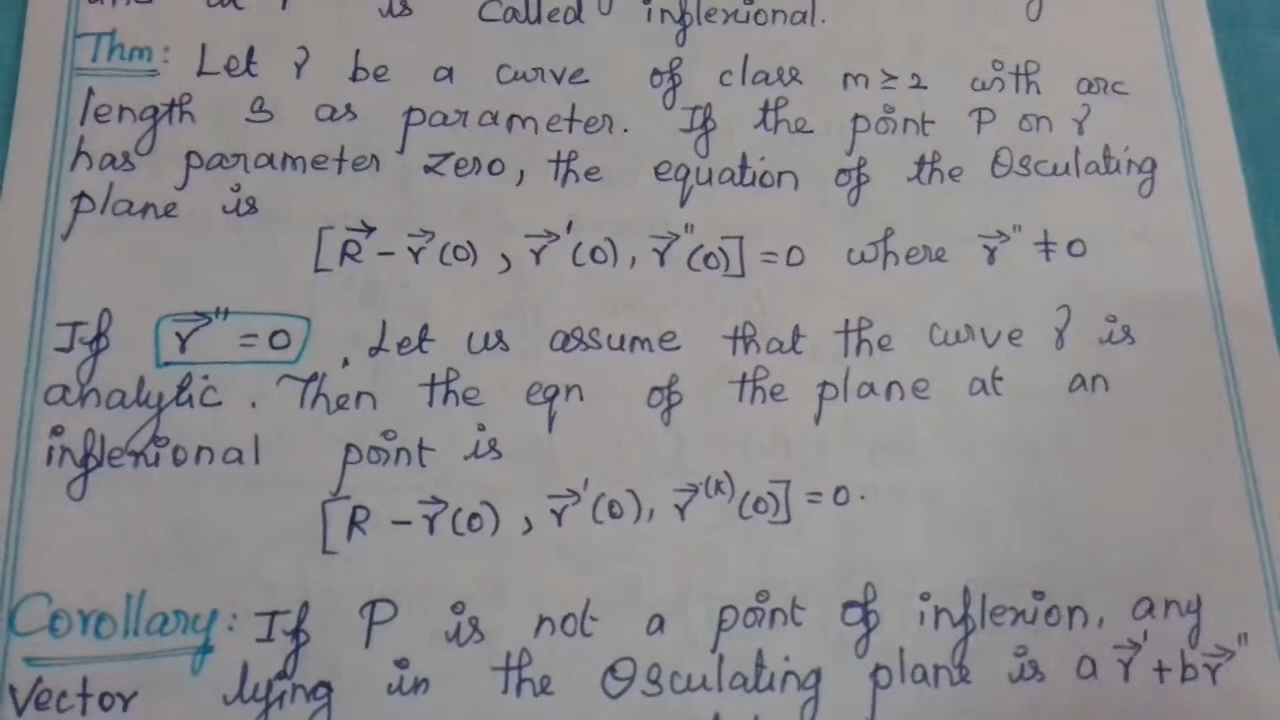 is called inflexional.
Thm: Let γ be a curve of class m ≥ 2 with arc
length s as parameter. If the point P on γ
has parameter zero, the equation of the Osculating
plane is
[R⃗ - r⃗(0), r⃗'(0), r⃗''(0)] = 0 where r⃗'' ≠ 0
If r⃗'' = 0. Let us assume that the curve γ is
analytic. Then the eqn of the plane at an
inflexional point is
[R - r⃗(0), r⃗'(0), r⃗^(k)(0)] = 0.
Corollary: If P is not a point of inflexion, any
vector lying in the Osculating plane is a r⃗' + b r⃗''